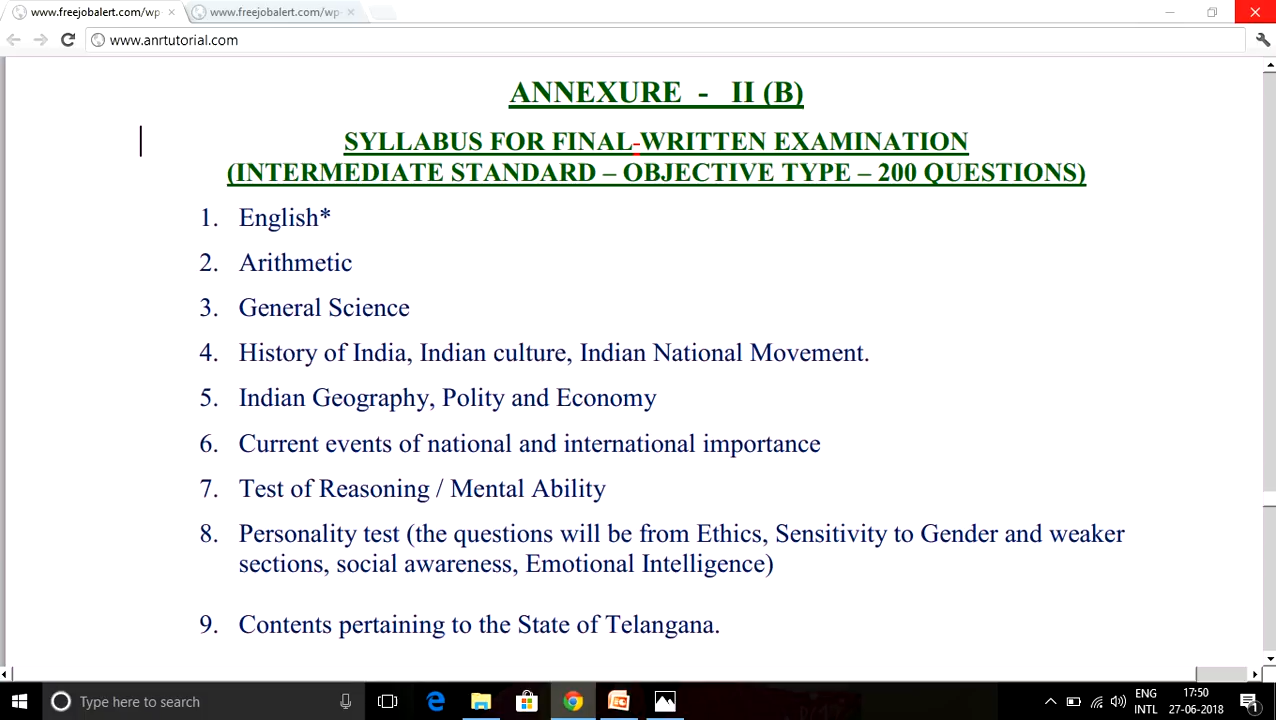 www.freejobalert.com/wp-
www.freejobalert.com/wp-
www.anrtutorial.com
ANNEXURE - II (B)
SYLLABUS FOR FINAL-WRITTEN EXAMINATION
(INTERMEDIATE STANDARD – OBJECTIVE TYPE – 200 QUESTIONS)
1. English*
2. Arithmetic
3. General Science
4. History of India, Indian culture, Indian National Movement.
5. Indian Geography, Polity and Economy
6. Current events of national and international importance
7. Test of Reasoning / Mental Ability
8. Personality test (the questions will be from Ethics, Sensitivity to Gender and weaker
sections, social awareness, Emotional Intelligence)
9. Contents pertaining to the State of Telangana.
Type here to search
ENG
INTL
17:50
27-06-2018
1